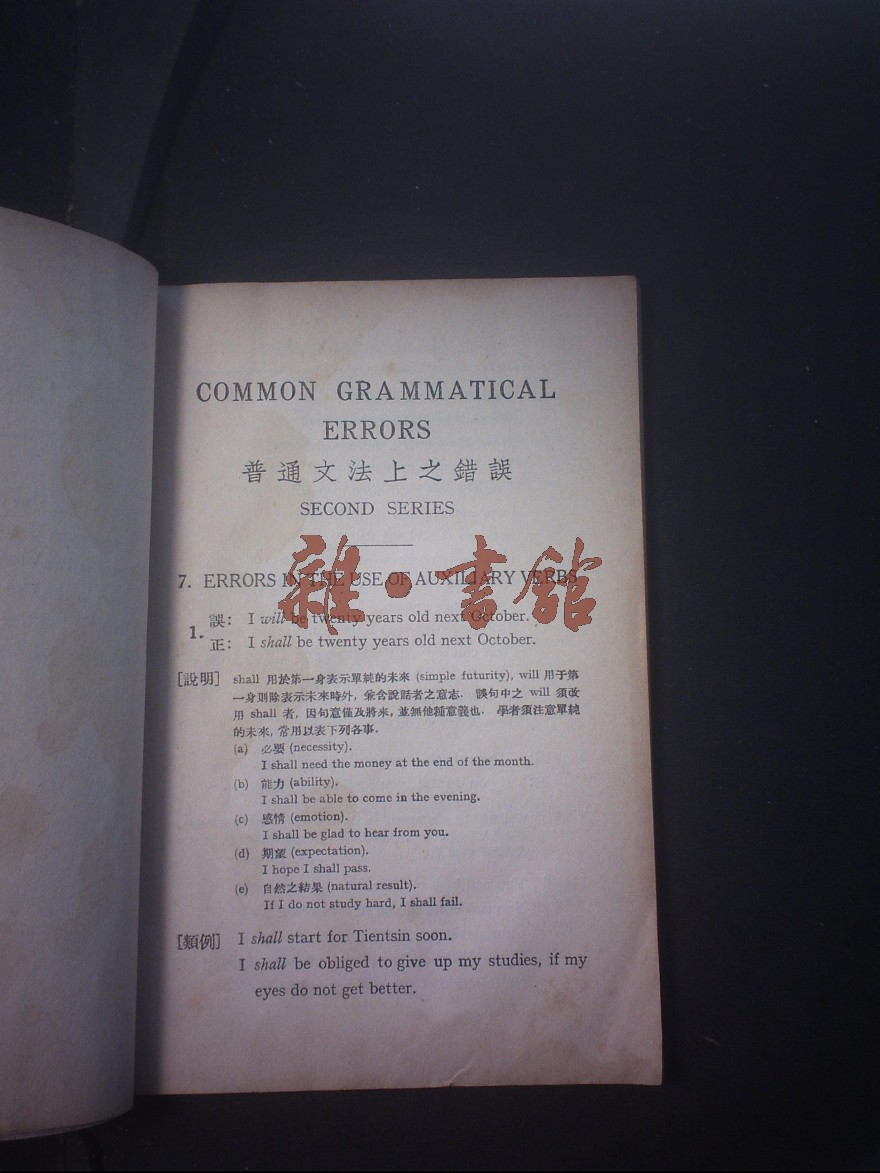 COMMON GRAMMATICAL
ERRORS
普通文法上之錯誤
SECOND SERIES
雜·書館
7. ERRORS IN THE USE OF AUXILIARY VERBS
1. 誤: I will be twenty years old next October.
正: I shall be twenty years old next October.
[說明] shall 用於第一身表示單純的未來 (simple futurity), will 用于第
一身則除表示未來時外, 兼含說話者之意志. 誤句中之 will 須改
用 shall 者, 因句意僅及將來, 並無他種意義也. 學者須注意單純
的未來, 常用以表下列各事.
(a) 必要 (necessity).
I shall need the money at the end of the month.
(b) 能力 (ability).
I shall be able to come in the evening.
(c) 感情 (emotion).
I shall be glad to hear from you.
(d) 期望 (expectation).
I hope I shall pass.
(e) 自然之結果 (natural result).
If I do not study hard, I shall fail.
[類例] I shall start for Tientsin soon.
I shall be obliged to give up my studies, if my
eyes do not get better.